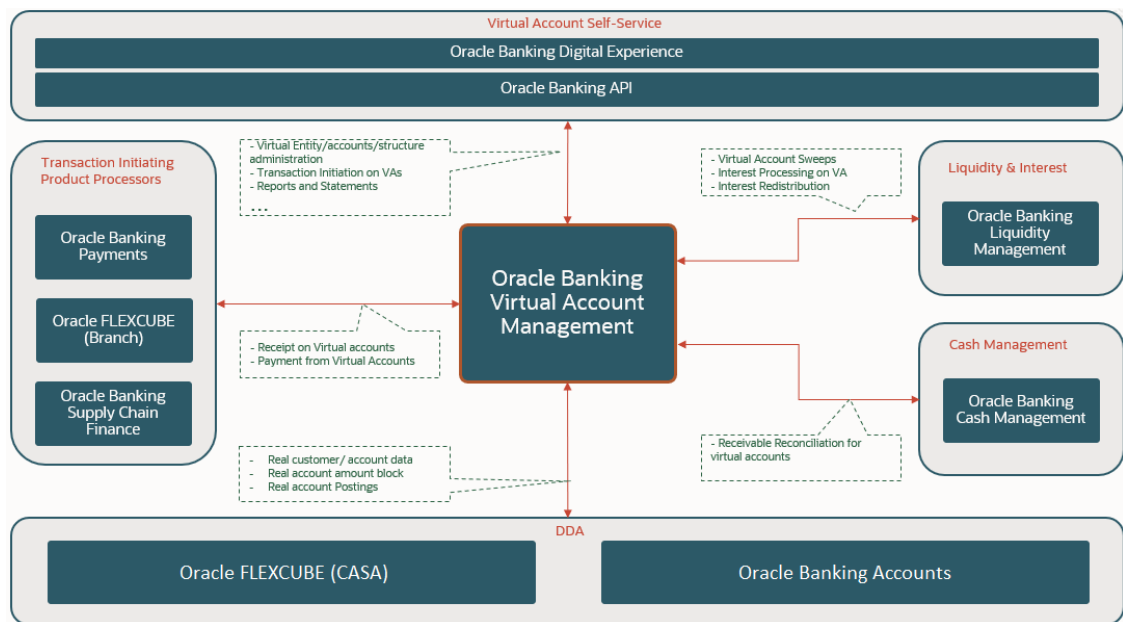 Virtual Account Self-Service
Oracle Banking Digital Experience
Oracle Banking API
- Virtual Entity/accounts/structure
administration
- Transaction Initiation on VAs
- Reports and Statements
...
Transaction Initiating
Product Processors
Oracle Banking
Payments
Oracle FLEXCUBE
(Branch)
Oracle Banking
Supply Chain
Finance
- Virtual Account Sweeps
- Interest Processing on VA
- Interest Redistribution
Liquidity & Interest
Oracle Banking
Liquidity
Management
Oracle Banking
Virtual Account
Management
- Receipt on Virtual accounts
- Payment from Virtual Accounts
Cash Management
Oracle Banking
Cash Management
- Receivable Reconciliation for
virtual accounts
- Real customer/ account data
- Real account amount block
- Real account Postings
DDA
Oracle FLEXCUBE (CASA)
Oracle Banking Accounts